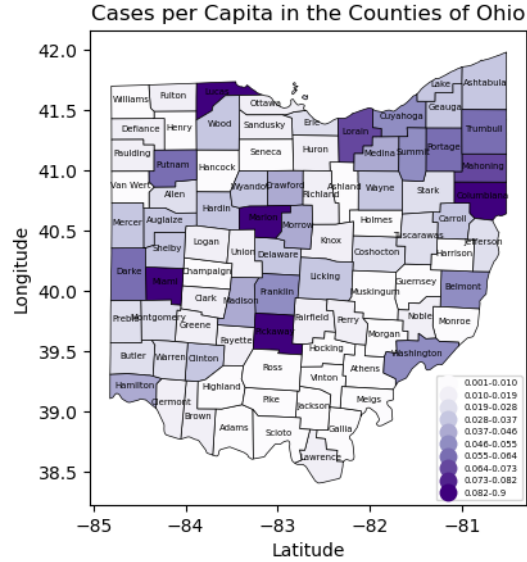 Cases per Capita in the Counties of Ohio
42.0
41.5
41.0
40.5
40.0
39.5
39.0
38.5
Longitude
Williams
Fulton
Lucas
Ottawa
Lake
Ashtabula
Geauga
Cuyahoga
Defiance
Henry
Wood
Sandusky
Erie
Lorain
Trumbull
Paulding
Putnam
Hancock
Seneca
Huron
Medina
Summit
Portage
Mahoning
Van Wert
Allen
Wyandot
Crawford
Richland
Ashland
Wayne
Stark
Columbiana
Mercer
Auglaize
Hardin
Marion
Morrow
Holmes
Carroll
Tuscarawas
Jefferson
Shelby
Logan
Union
Delaware
Knox
Coshocton
Harrison
Darke
Miami
Champaign
Clark
Madison
Franklin
Licking
Muskingum
Guernsey
Belmont
Preble
Montgomery
Greene
Fayette
Pickaway
Fairfield
Perry
Morgan
Noble
Monroe
Butler
Warren
Clinton
Ross
Hocking
Athens
Washington
Hamilton
Clermont
Brown
Highland
Pike
Vinton
Jackson
Meigs
Adams
Scioto
Gallia
Lawrence
0.001-0.010
0.010-0.019
0.019-0.028
0.028-0.037
0.037-0.046
0.046-0.055
0.055-0.064
0.064-0.073
0.073-0.082
0.082-0.9
−85
−84
−83
−82
−81
Latitude